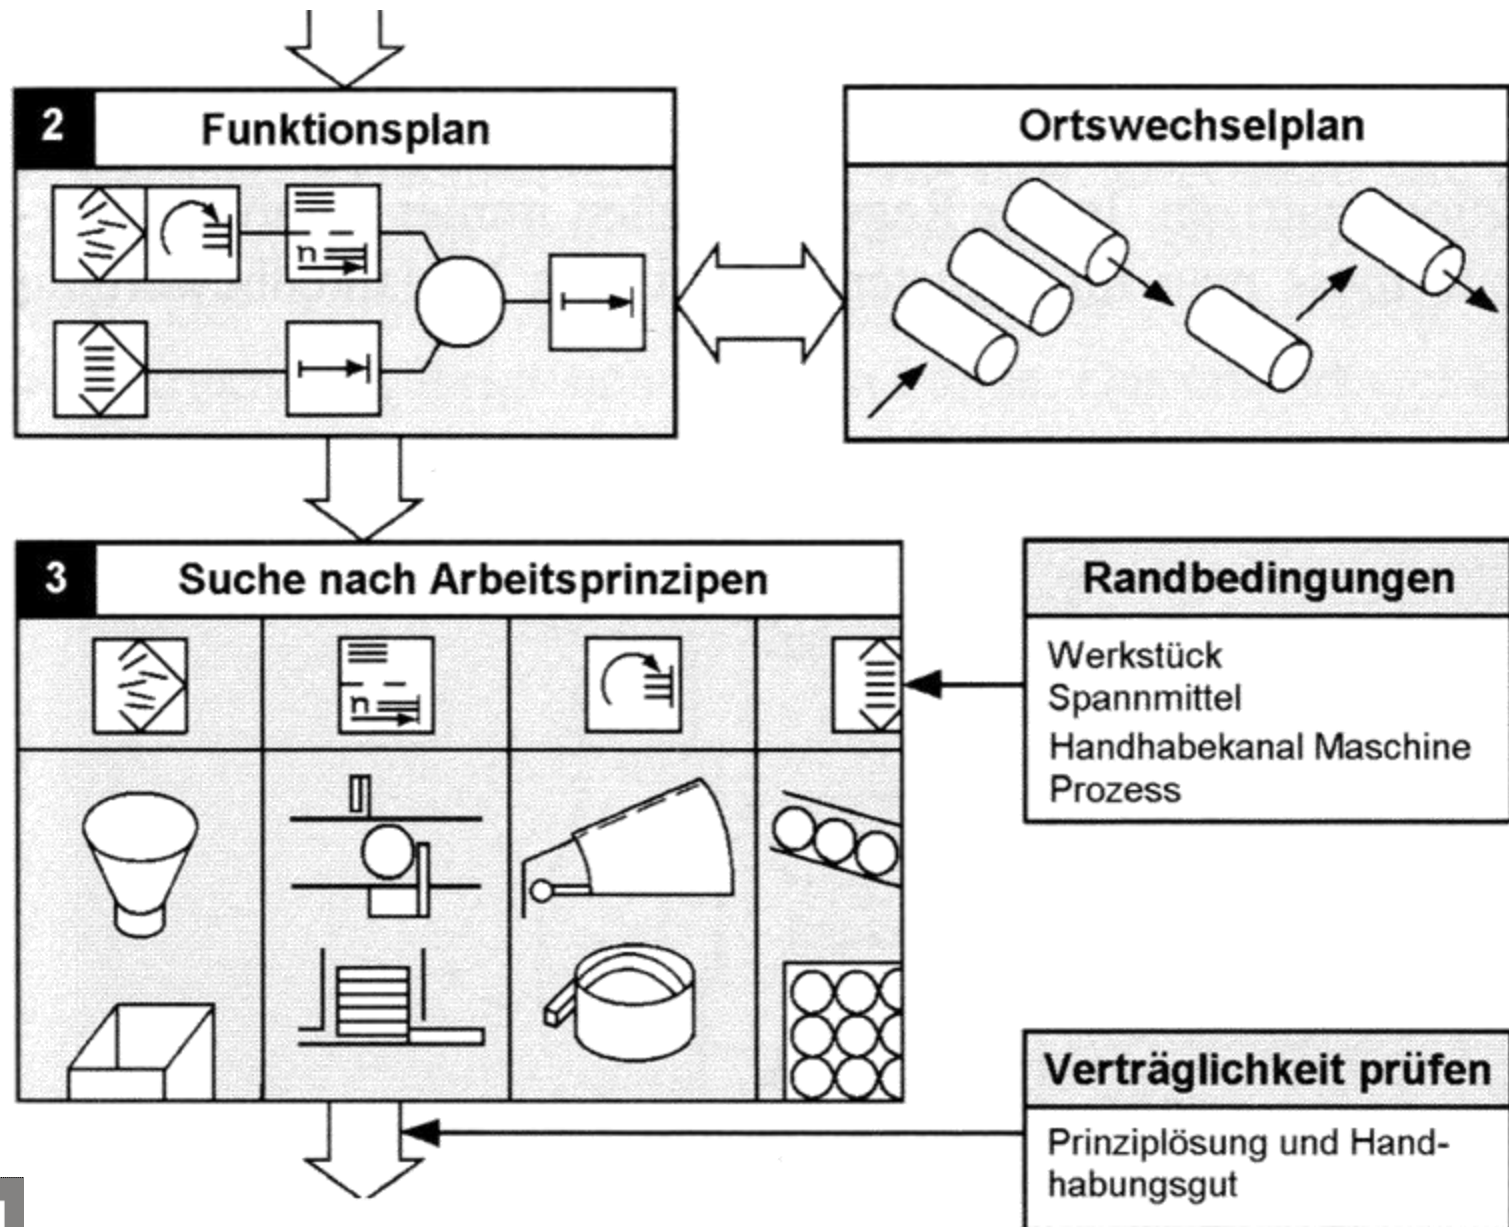 2
Funktionsplan
n
Ortswechselplan
3
Suche nach Arbeitsprinzipen
n
Randbedingungen
Werkstück
Spannmittel
Handhabekanal Maschine
Prozess
Verträglichkeit prüfen
Prinziplösung und Hand-
habungsgut